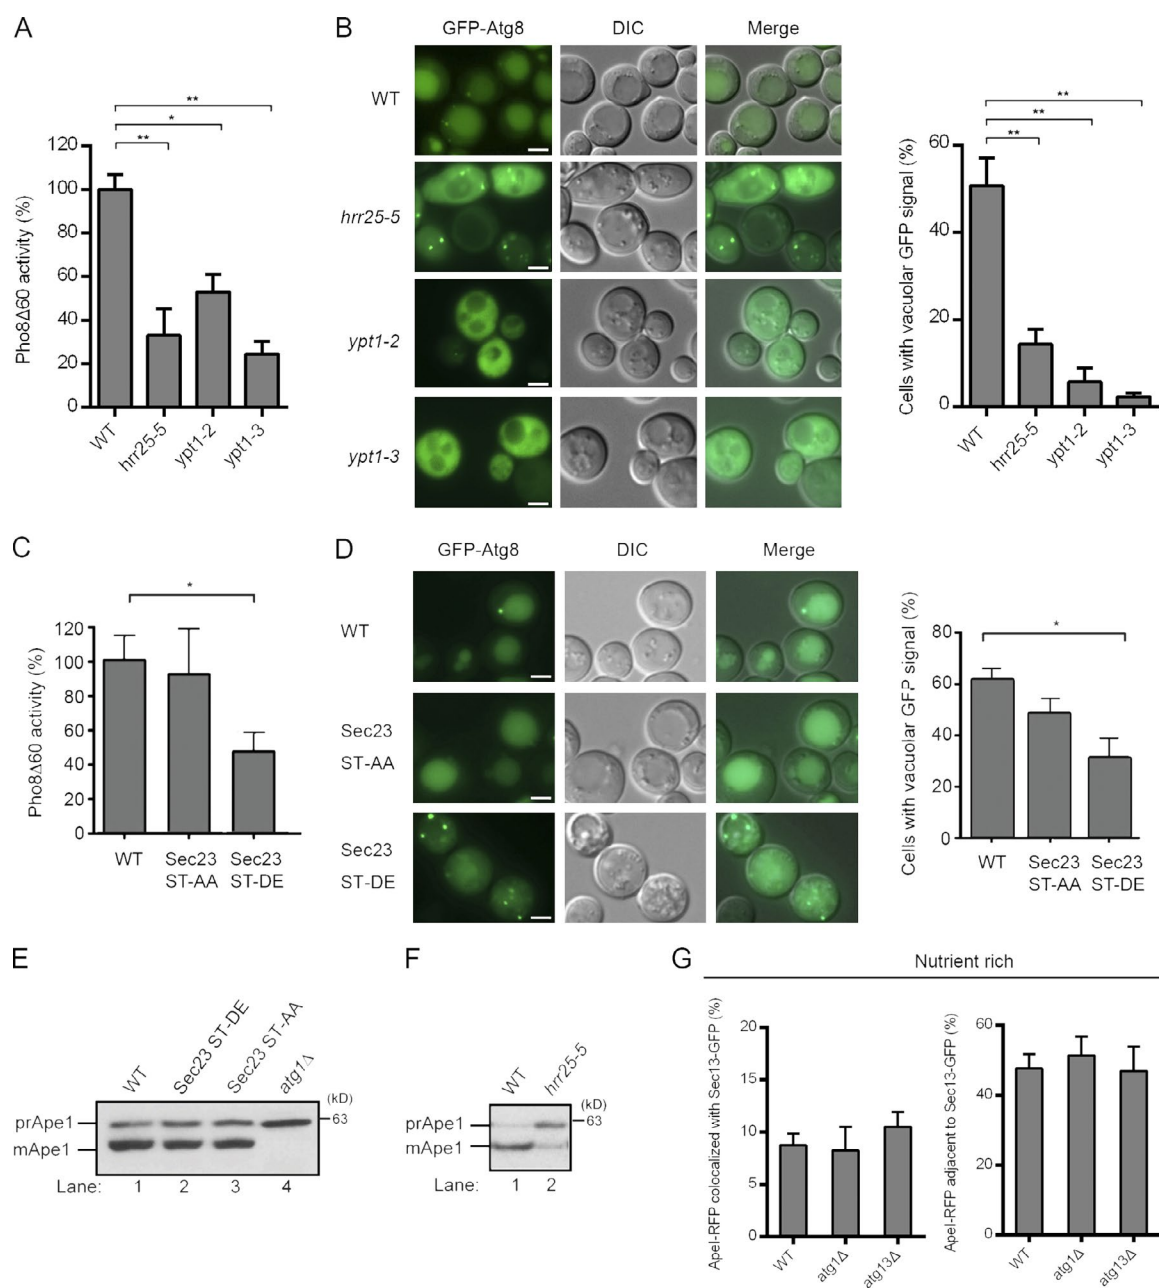 A
Pho8Δ60 activity (%)
120
100
80
60
40
20
0
**
*
**
WT
hrr25-5
ypt1-2
ypt1-3
B
GFP-Atg8 DIC Merge
WT
hrr25-5
ypt1-2
ypt1-3
Cells with vacuolar GFP signal (%)
60
40
20
0
**
**
**
WT
hrr25-5
ypt1-2
ypt1-3
C
Pho8Δ60 activity (%)
120
100
80
60
40
20
0
*
WT Sec23 Sec23
ST-AA ST-DE
D
GFP-Atg8 DIC Merge
WT
Sec23
ST-AA
Sec23
ST-DE
Cells with vacuolar GFP signal (%)
80
60
40
20
0
*
WT Sec23 Sec23
ST-AA ST-DE
E
WT
Sec23 ST-DE
Sec23 ST-AA
atg1Δ
(kD)
prApe1 63
mApe1
Lane: 1 2 3 4
F
WT
hrr25-5
(kD)
prApe1 63
mApe1
Lane: 1 2
G
Nutrient rich
ApeI-RFP colocalized with Sec13-GFP (%)
20
15
10
5
0
WT
atg1Δ
atg13Δ
ApeI-RFP adjacent to Sec13-GFP (%)
80
60
40
20
0
WT
atg1Δ
atg13Δ